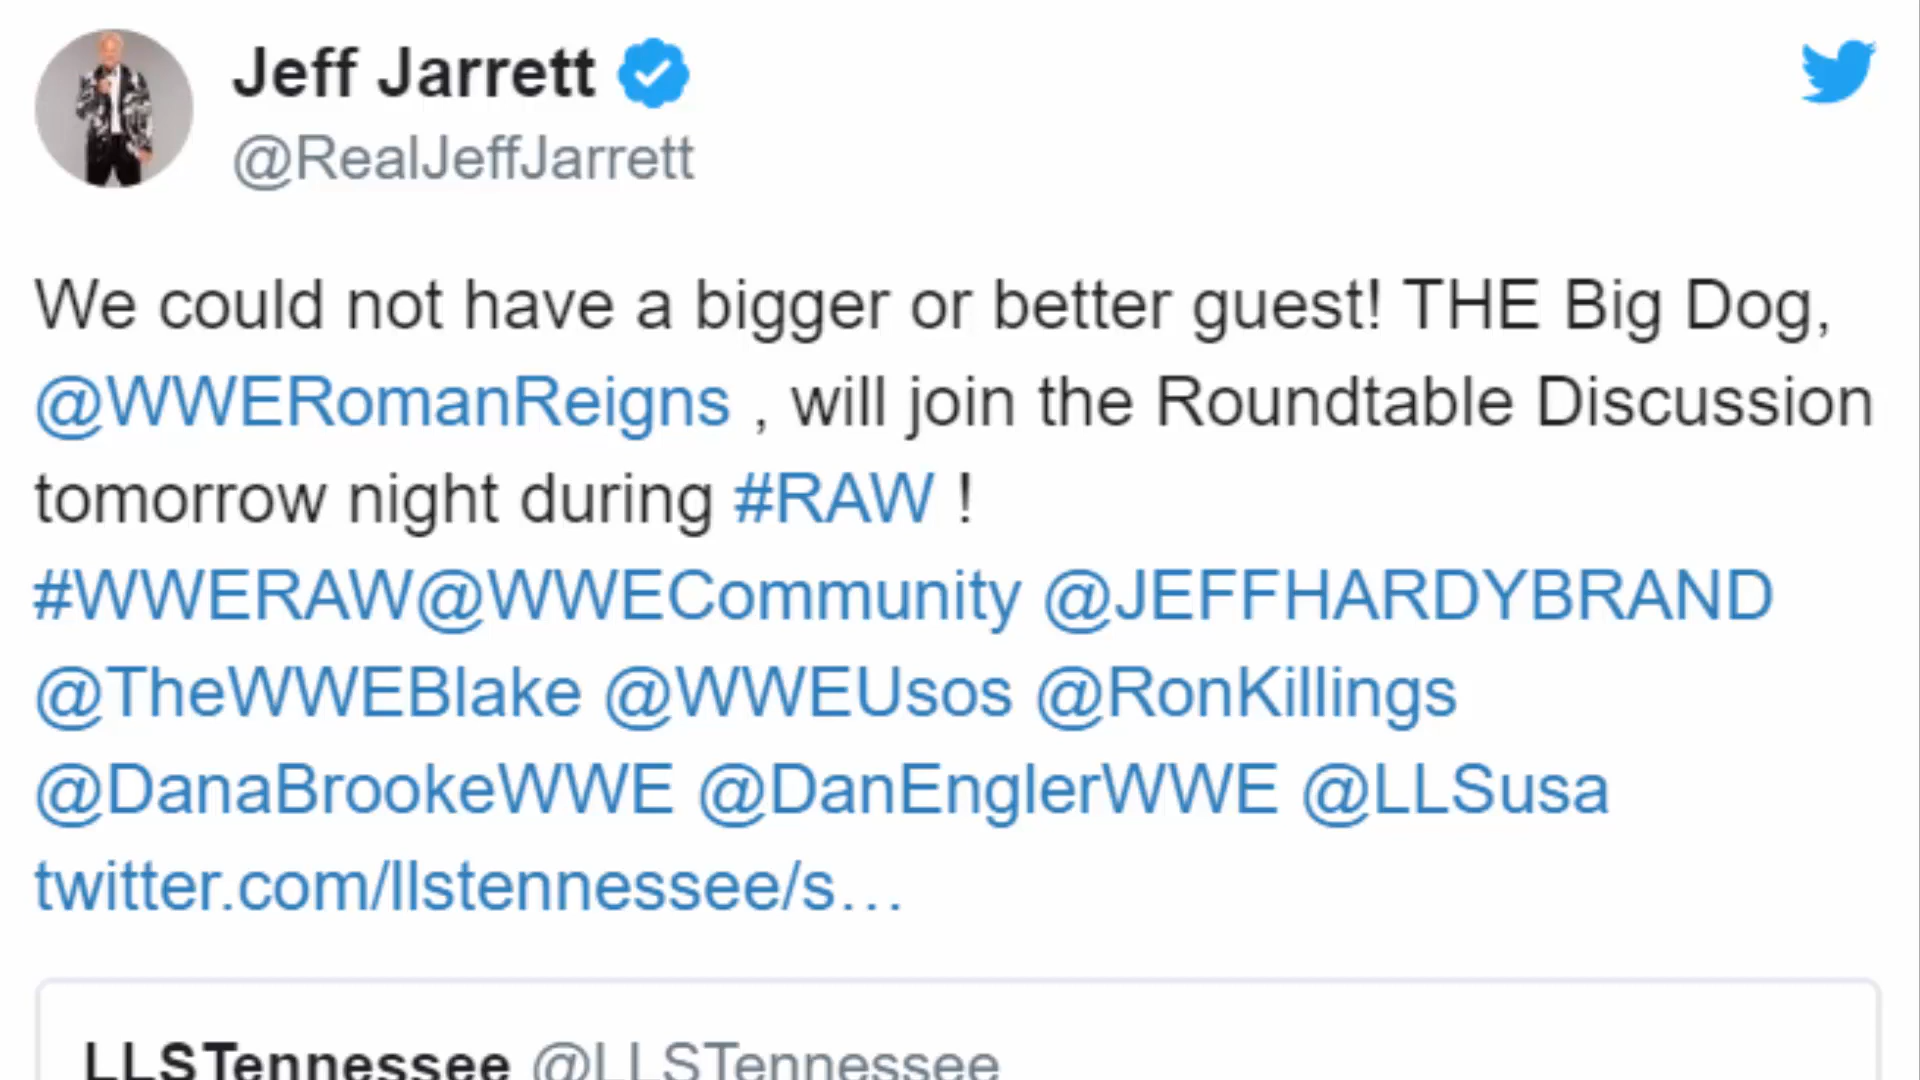 Jeff Jarrett
@RealJeffJarrett
We could not have a bigger or better guest! THE Big Dog,
@WWERomanReigns , will join the Roundtable Discussion
tomorrow night during #RAW !
#WWERAW@WWECommunity @JEFFHARDYBRAND
@TheWWEBlake @WWEUsos @RonKillings
@DanaBrookeWWE @DanEnglerWWE @LLSusa
twitter.com/llstennessee/s…
LLSTennessee @LLSTennessee